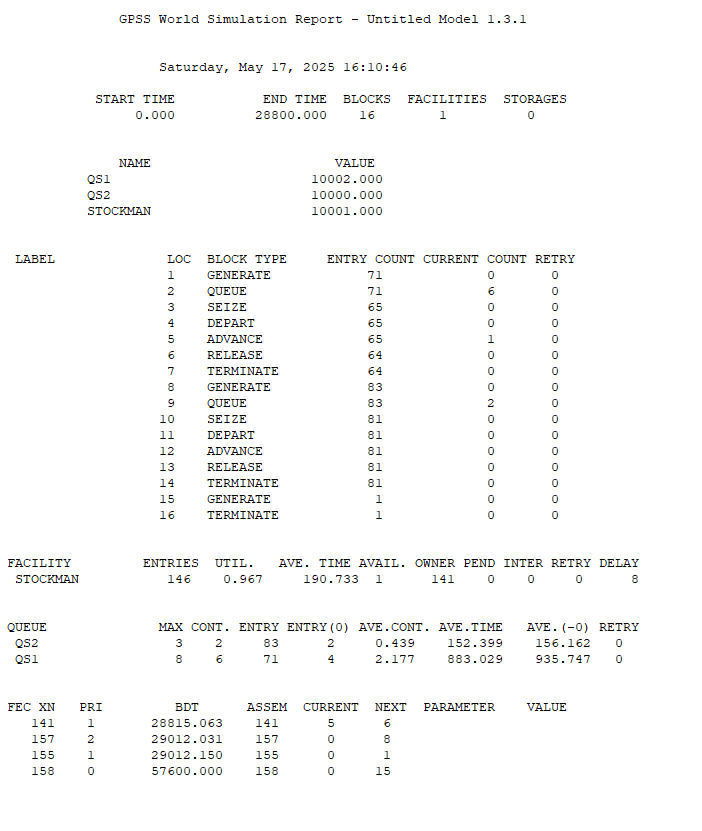 GPSS World Simulation Report - Untitled Model 1.3.1
Saturday, May 17, 2025 16:10:46
START TIME END TIME BLOCKS FACILITIES STORAGES
0.000 28800.000 16 1 0
NAME VALUE
QS1 10002.000
QS2 10000.000
STOCKMAN 10001.000
LABEL LOC BLOCK TYPE ENTRY COUNT CURRENT COUNT RETRY
1 GENERATE 71 0 0
2 QUEUE 71 6 0
3 SEIZE 65 0 0
4 DEPART 65 0 0
5 ADVANCE 65 1 0
6 RELEASE 64 0 0
7 TERMINATE 64 0 0
8 GENERATE 83 0 0
9 QUEUE 83 2 0
10 SEIZE 81 0 0
11 DEPART 81 0 0
12 ADVANCE 81 0 0
13 RELEASE 81 0 0
14 TERMINATE 81 0 0
15 GENERATE 1 0 0
16 TERMINATE 1 0 0
FACILITY ENTRIES UTIL. AVE. TIME AVAIL. OWNER PEND INTER RETRY DELAY
STOCKMAN 146 0.967 190.733 1 141 0 0 0 8
QUEUE MAX CONT. ENTRY ENTRY(0) AVE.CONT. AVE.TIME AVE.(-0) RETRY
QS2 3 2 83 2 0.439 152.399 156.162 0
QS1 8 6 71 4 2.177 883.029 935.747 0
FEC XN PRI BDT ASSEM CURRENT NEXT PARAMETER VALUE
141 1 28815.063 141 5 6
157 2 29012.031 157 0 8
155 1 29012.150 155 0 1
158 0 57600.000 158 0 15